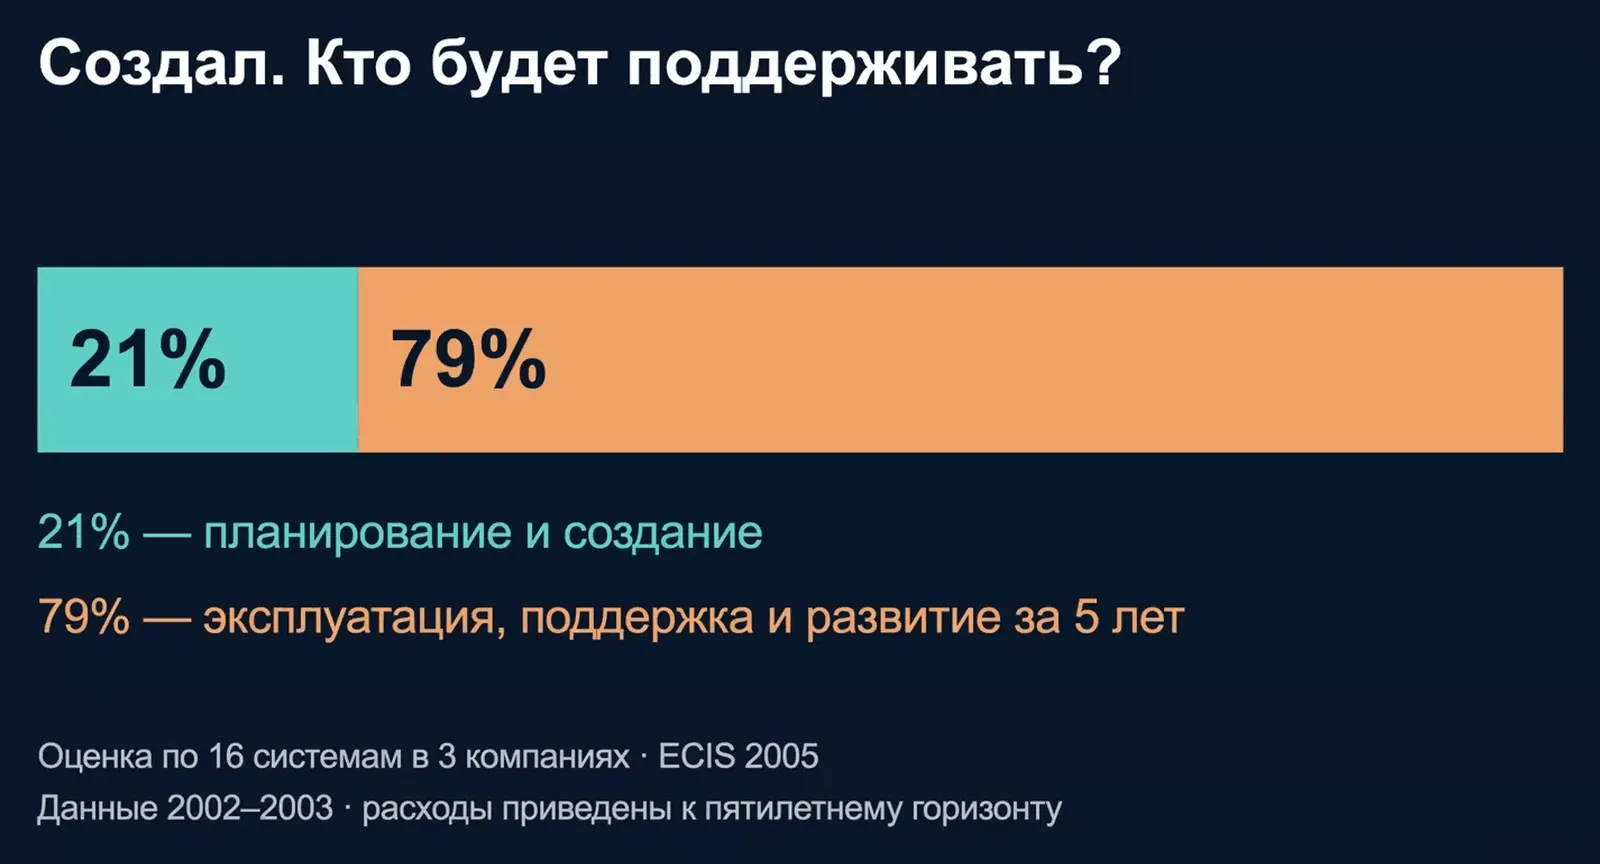 Создал. Кто будет поддерживать?
21%
79%
21% — планирование и создание
79% — эксплуатация, поддержка и развитие за 5 лет
Оценка по 16 системам в 3 компаниях · ECIS 2005
Данные 2002–2003 · расходы приведены к пятилетнему горизонту